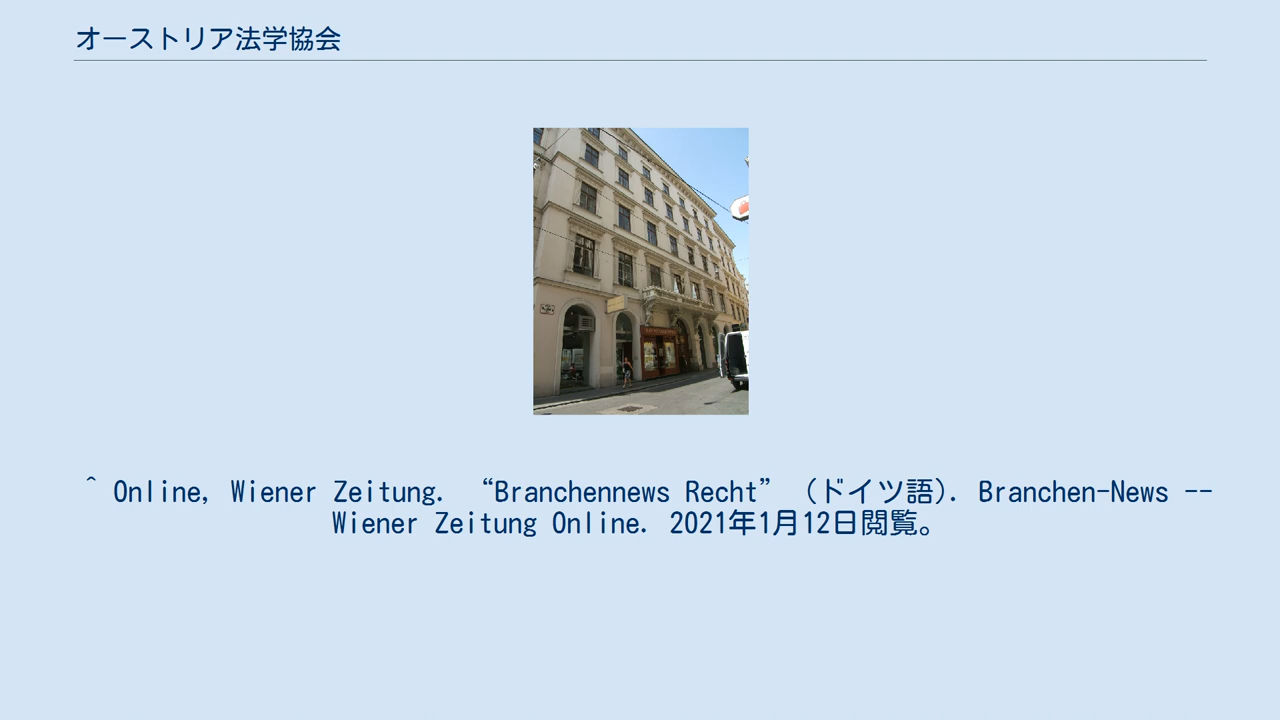 オーストリア法学協会
^ Online, Wiener Zeitung. “Branchennews Recht” (ドイツ語). Branchen-News --
Wiener Zeitung Online. 2021年1月12日閲覧。